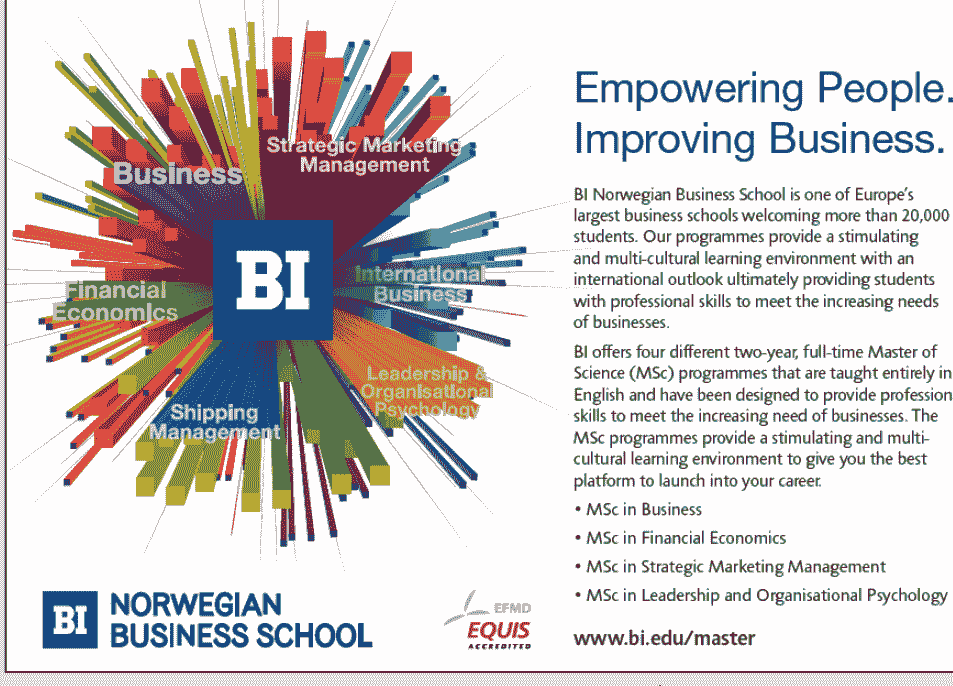 Empowering People.
Improving Business.
BI Norwegian Business School is one of Europe's
largest business schools welcoming more than 20,000
students. Our programmes provide a stimulating
and multi-cultural learning environment with an
international outlook ultimately providing students
with professional skills to meet the increasing needs
of businesses.
BI offers four different two-year, full-time Master of
Science (MSc) programmes that are taught entirely in
English and have been designed to provide profession
skills to meet the increasing need of businesses. The
MSc programmes provide a stimulating and multi-
cultural learning environment to give you the best
platform to launch into your career.
• MSc in Business
• MSc in Financial Economics
• MSc in Strategic Marketing Management
• MSc in Leadership and Organisational Psychology
www.bi.edu/master
Strategic Marketing
Management
Business
BI
International
Business
Financial
Economics
Leadership &
Organisational
Psychology
Shipping
Management
BI
NORWEGIAN
BUSINESS SCHOOL
EFMD
EQUIS
ACCREDITED